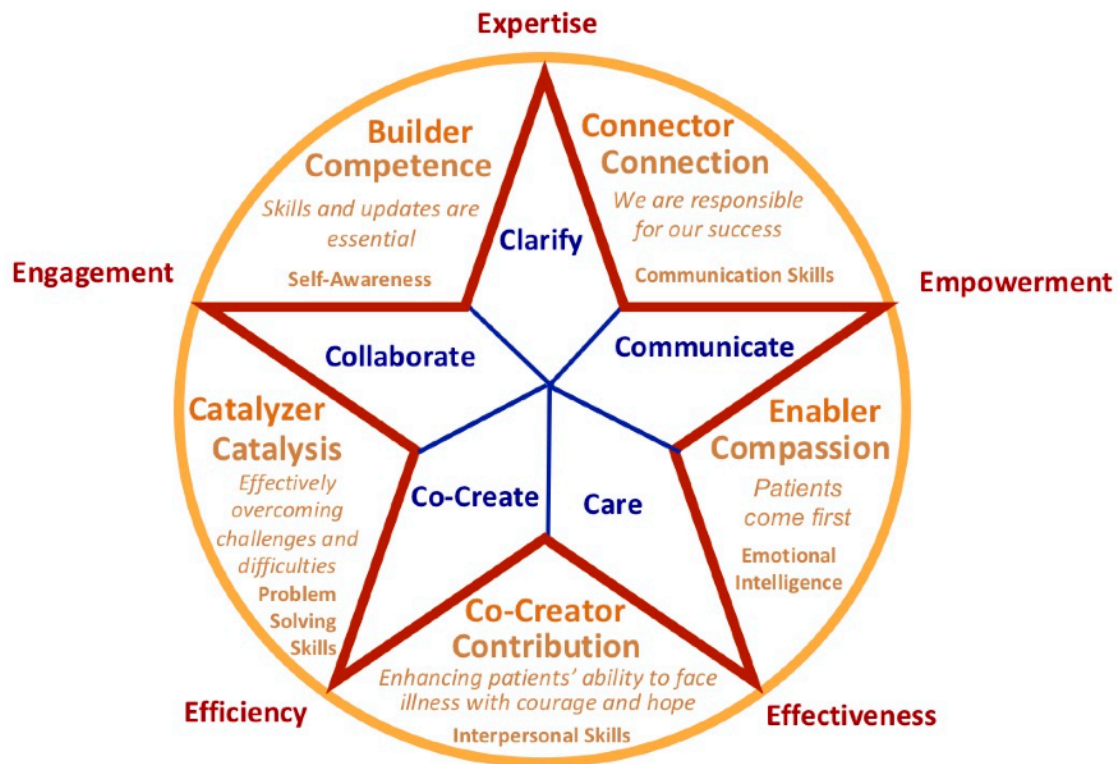 Expertise
Builder
Competence
Skills and updates are
essential
Self-Awareness
Connector
Connection
We are responsible
for our success
Communication Skills
Clarify
Engagement
Empowerment
Collaborate
Communicate
Catalyzer
Catalysis
Effectively
overcoming
challenges and
difficulties
Problem
Solving
Skills
Enabler
Compassion
Patients
come first
Emotional
Intelligence
Co-Create
Care
Co-Creator
Contribution
Enhancing patients’ ability to face
illness with courage and hope
Interpersonal Skills
Efficiency
Effectiveness